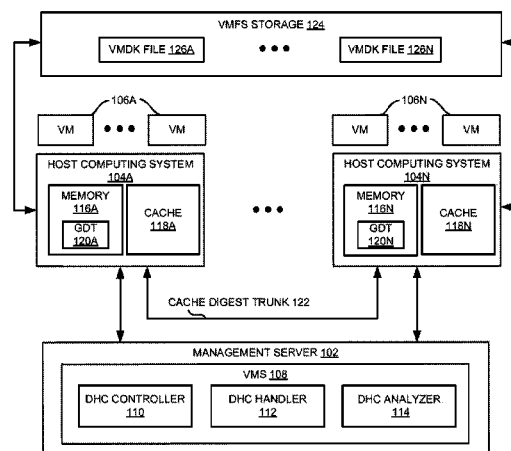 VMFS STORAGE 124
VMDK FILE 126A
VMDK FILE 126N
106A
106N
VM
VM
VM
VM
HOST COMPUTING SYSTEM
104A
MEMORY
116A
GDT
120A
CACHE
118A
HOST COMPUTING SYSTEM
104N
MEMORY
116N
GDT
120N
CACHE
118N
CACHE DIGEST TRUNK 122
MANAGEMENT SERVER 102
VMS 108
DHC CONTROLLER
110
DHC HANDLER
112
DHC ANALYZER
114